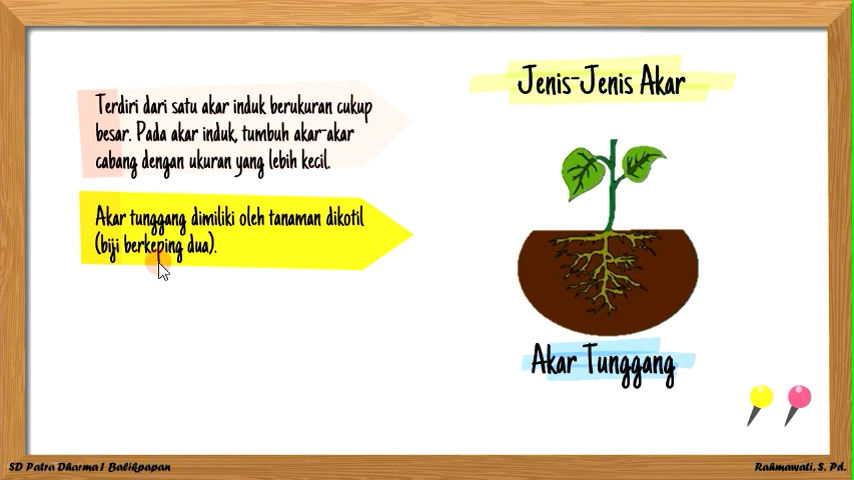 Jenis-Jenis Akar
Terdiri dari satu akar induk berukuran cukup
besar. Pada akar induk, tumbuh akar-akar
cabang dengan ukuran yang lebih kecil.
Akar tunggang dimiliki oleh tanaman dikotil
(biji berkeping dua).
Akar Tunggang
SD Patra Dharma 1 Balikpapan
Rahmawati, S. Pd.